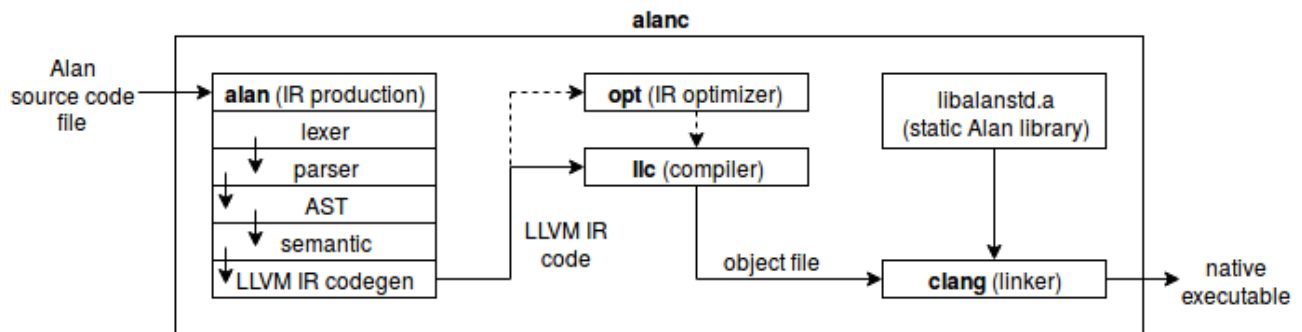 alanc
Alan
source code
file
alan (IR production)
lexer
parser
AST
semantic
LLVM IR codegen
LLVM IR
code
opt (IR optimizer)
llc (compiler)
object file
libalanstd.a
(static Alan library)
clang (linker)
native
executable